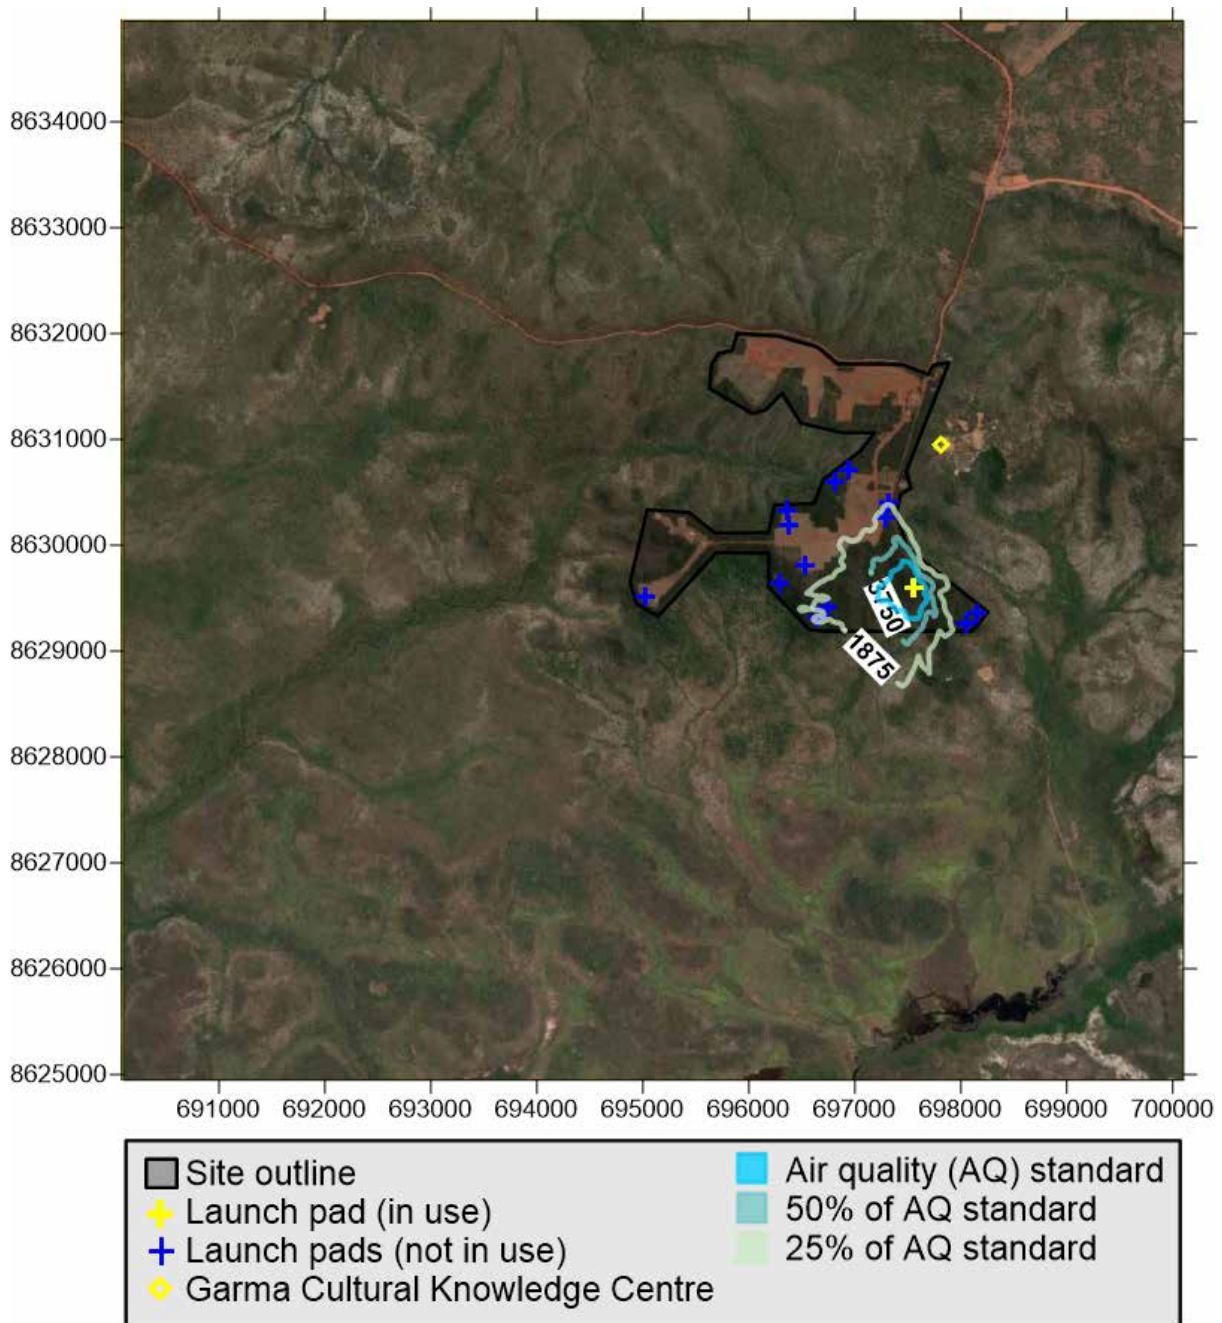 8634000
8633000
8632000
8631000
8630000
8629000
8628000
8627000
8626000
8625000
3750
1875
691000 692000 693000 694000 695000 696000 697000 698000 699000 700000
Site outline
Launch pad (in use)
Launch pads (not in use)
Garma Cultural Knowledge Centre
Air quality (AQ) standard
50% of AQ standard
25% of AQ standard